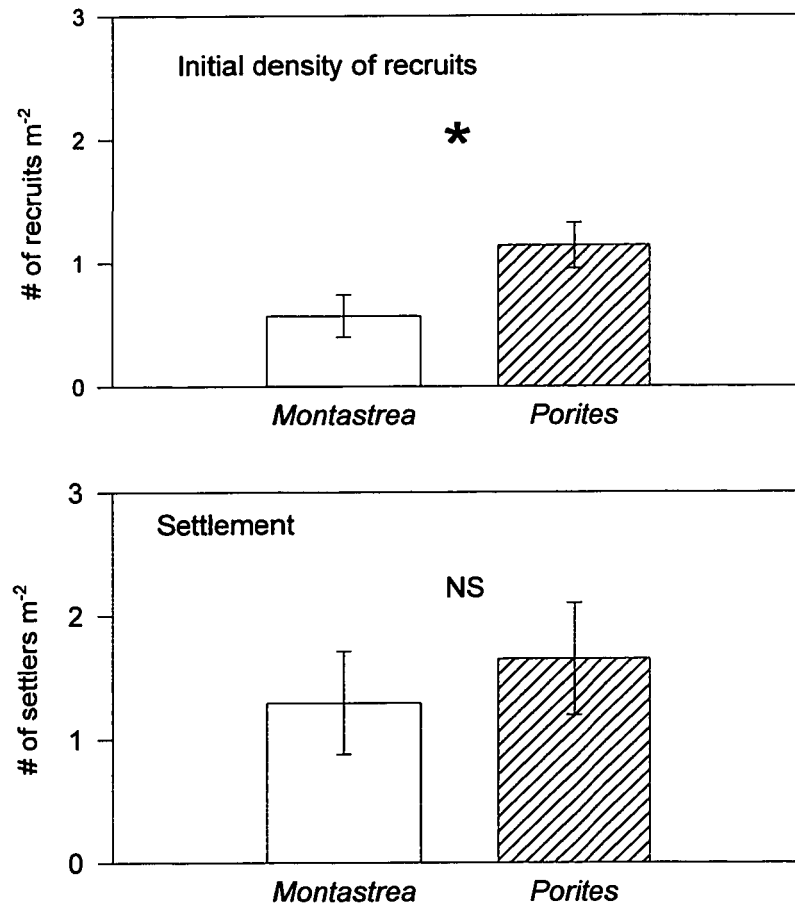 3
Initial density of recruits
2
*
1
0
# of recruits m-2
Montastrea Porites
3
Settlement
NS
2
1
0
# of settlers m-2
Montastrea Porites